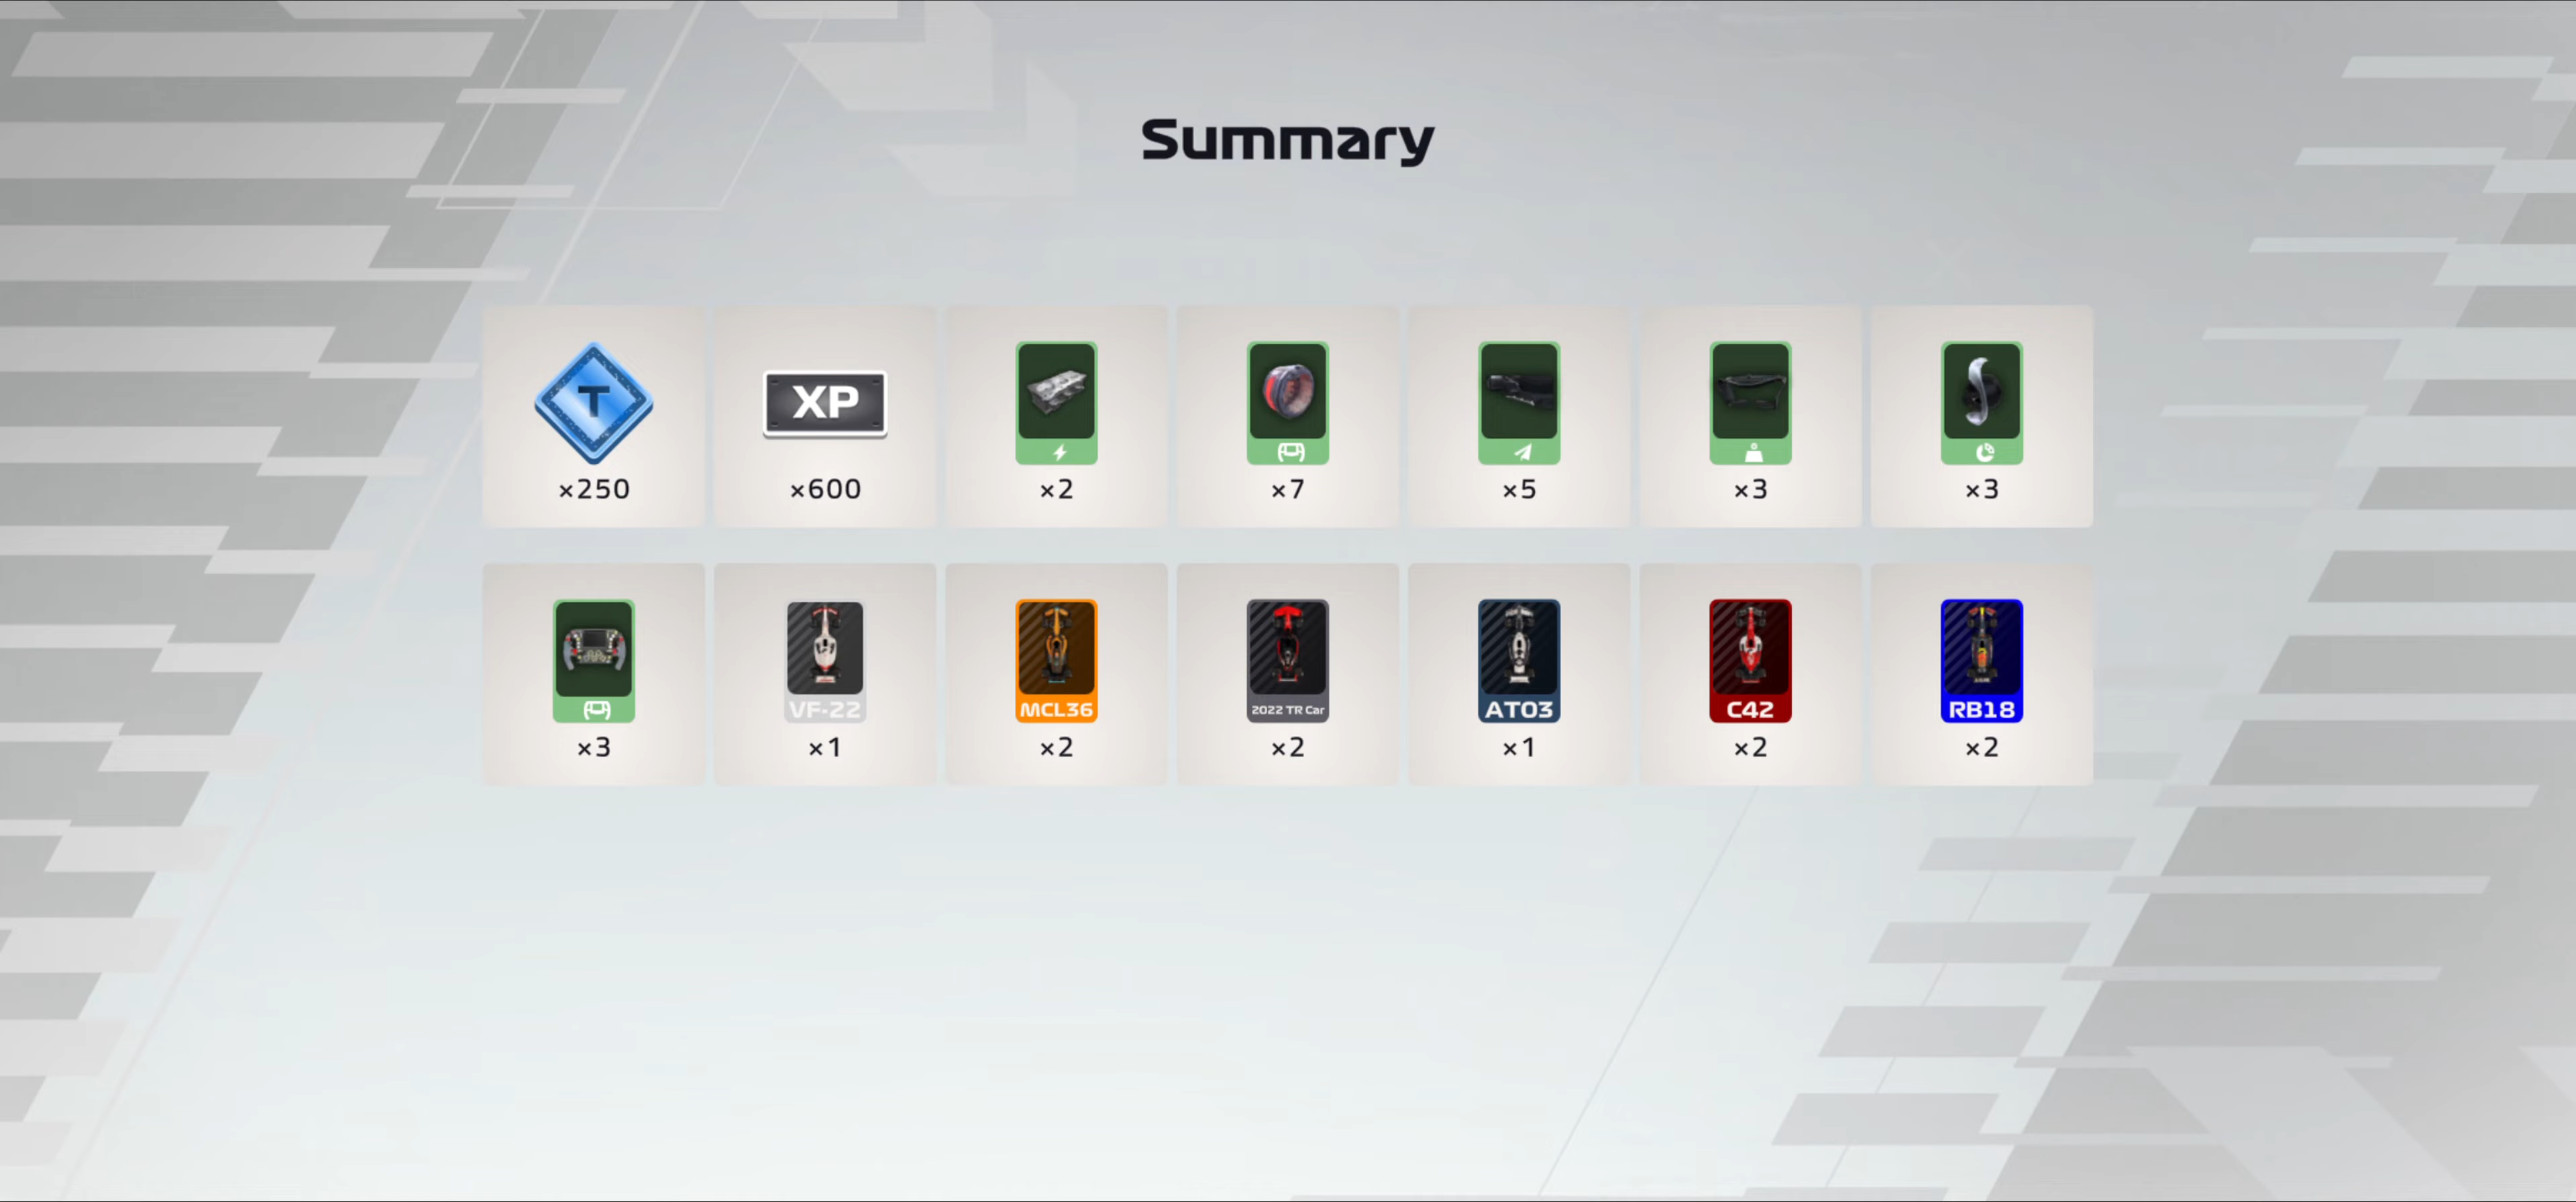 Summary
T
XP
×250
×600
×2
×7
×5
×3
×3
VF-22
MCL36
2022 TR Car
AT03
C42
RB18
×3
×1
×2
×2
×1
×2
×2